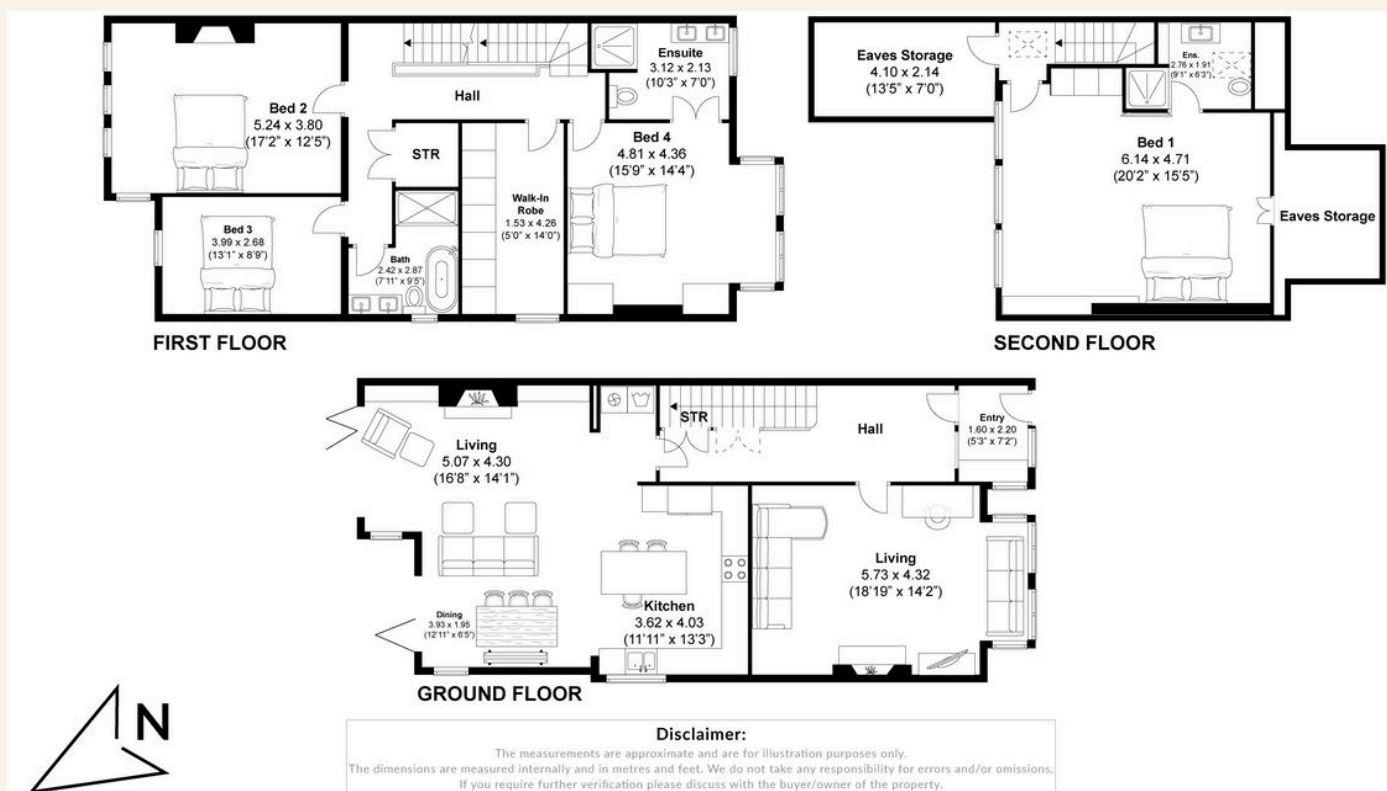 Bed 2
5.24 x 3.80
(17'2" x 12'5")
Hall
Ensuite
3.12 x 2.13
(10'3" x 7'0")
STR
Bed 4
4.81 x 4.36
(15'9" x 14'4")
Walk-In
Robe
1.53 x 4.26
(5'0" x 14'0")
Bed 3
3.99 x 2.68
(13'1" x 8'9")
Bath
2.42 x 2.87
(7'11" x 9'5")
FIRST FLOOR
Eaves Storage
4.10 x 2.14
(13'5" x 7'0")
Ens.
2.76 x 1.91
(9'1" x 6'3")
Bed 1
6.14 x 4.71
(20'2" x 15'5")
Eaves Storage
SECOND FLOOR
Living
5.07 x 4.30
(16'8" x 14'1")
STR
Hall
Entry
1.60 x 2.20
(5'3" x 7'2")
Dining
3.93 x 1.95
(12'11" x 6'5")
Kitchen
3.62 x 4.03
(11'11" x 13'3")
Living
5.73 x 4.32
(18'19" x 14'2")
GROUND FLOOR
N
Disclaimer:
The measurements are approximate and are for illustration purposes only.
The dimensions are measured internally and in metres and feet. We do not take any responsibility for errors and/or omissions.
If you require further verification please discuss with the buyer/owner of the property.